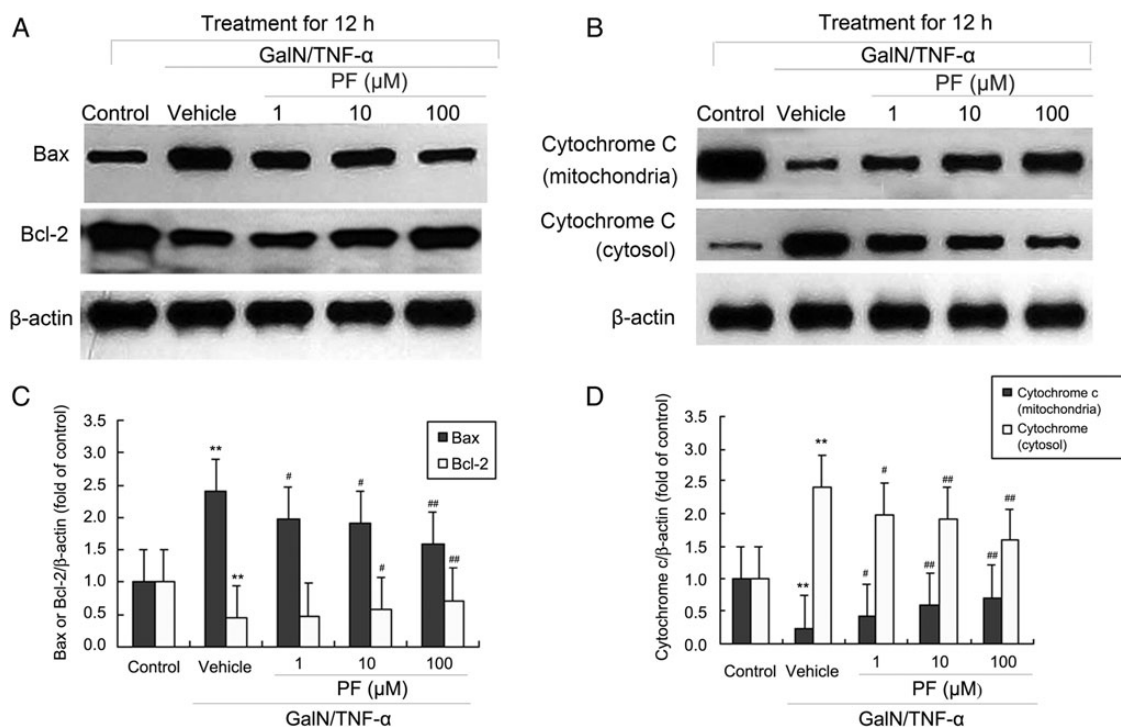 A
Treatment for 12 h
GalN/TNF-α
PF (µM)
Control Vehicle 1 10 100
Bax
Bcl-2
β-actin
B
Treatment for 12 h
GalN/TNF-α
PF (µM)
Control Vehicle 1 10 100
Cytochrome C
(mitochondria)
Cytochrome C
(cytosol)
β-actin
C
Bax or Bcl-2/β-actin (fold of control)
3.5
3.0
2.5
2.0
1.5
1.0
0.5
0.0
Bax
Bcl-2
**
**
#
#
#
##
##
Control Vehicle 1 10 100
PF (µM)
GalN/TNF-α
D
Cytochrome c/β-actin (fold of control)
3.5
3.0
2.5
2.0
1.5
1.0
0.5
0.0
Cytochrome c
(mitochondria)
Cytochrome
(cytosol)
**
**
#
#
##
##
##
##
Control Vehicle 1 10 100
PF (µM)
GalN/TNF-α